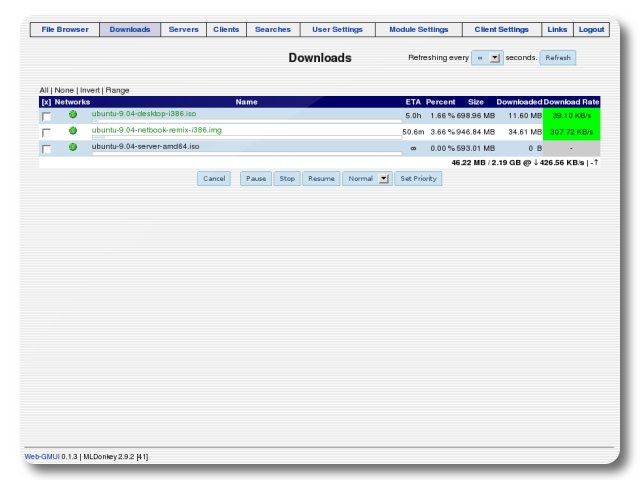 File Browser Downloads Servers Clients Searches User Settings Module Settings Client Settings Links Logout
Downloads Refreshing every ∞ seconds. Refresh
All | None | Invert | Range
[x] Networks Name ETA Percent Size Downloaded Download Rate
ubuntu-9.04-desktop-i386.iso 5.0h 1.66 % 698.96 MB 11.60 MB 39.10 KB/s
ubuntu-9.04-netbook-remix-i386.img 50.6m 3.66 % 946.84 MB 34.61 MB 307.72 KB/s
ubuntu-9.04-server-amd64.iso ∞ 0.00 % 593.01 MB 0 B -
46.22 MB / 2.19 GB @ ↓ 426.56 KB/s | - ↑
Cancel Pause Stop Resume Normal Set Priority
Web-GMUI 0.1.3 | MLDonkey 2.9.2 [41]